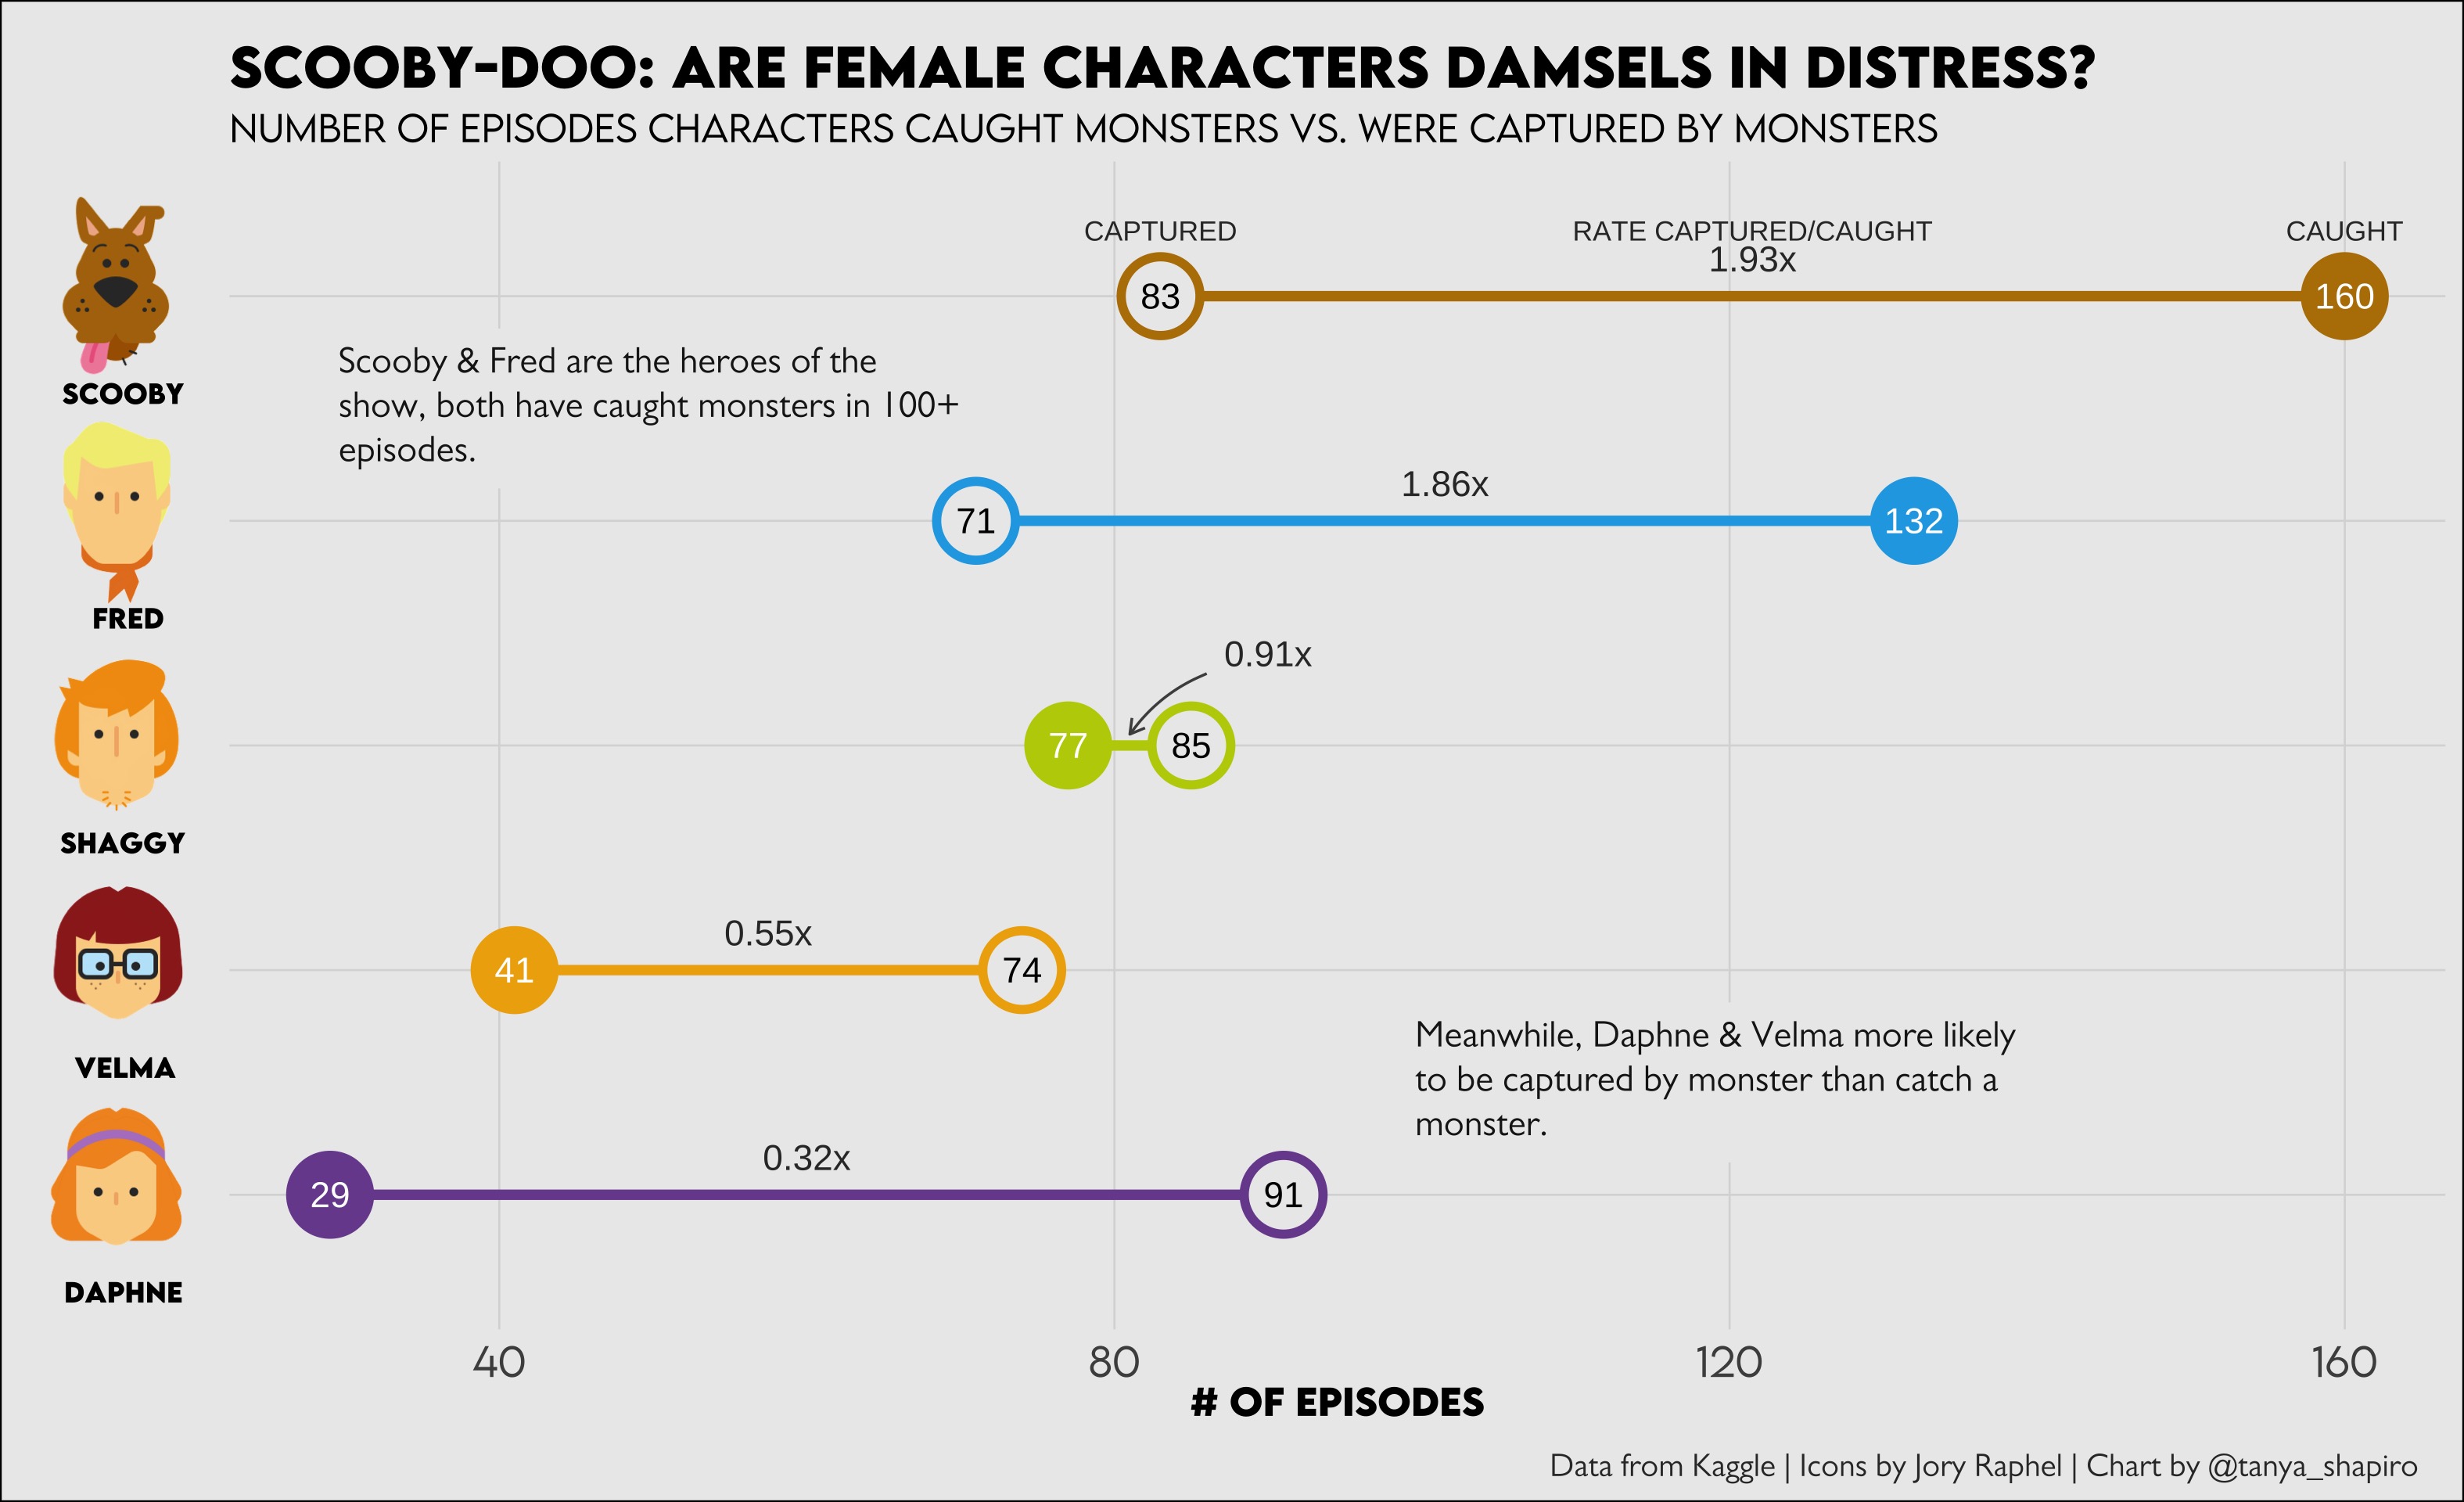 SCOOBY-DOO: ARE FEMALE CHARACTERS DAMSELS IN DISTRESS?
NUMBER OF EPISODES CHARACTERS CAUGHT MONSTERS VS. WERE CAPTURED BY MONSTERS
CAPTURED
RATE CAPTURED/CAUGHT
CAUGHT
1.93x
83
160
SCOOBY
Scooby & Fred are the heroes of the
show, both have caught monsters in 100+
episodes.
1.86x
71
132
FRED
0.91x
77
85
SHAGGY
0.55x
41
74
VELMA
Meanwhile, Daphne & Velma more likely
to be captured by monster than catch a
monster.
0.32x
29
91
DAPHNE
40
80
120
160
# OF EPISODES
Data from Kaggle | Icons by Jory Raphel | Chart by @tanya_shapiro